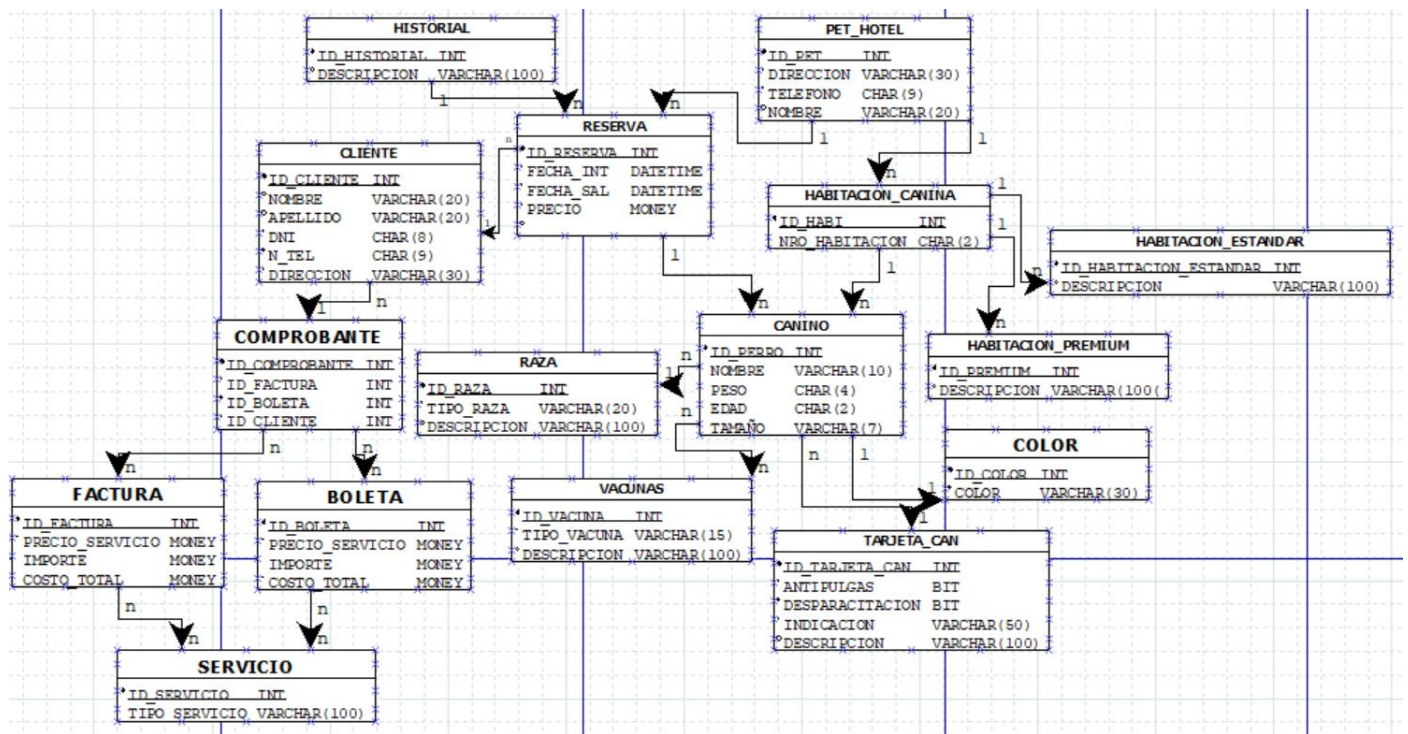 HISTORIAL
ID_HISTORIAL INT
DESCRIPCION VARCHAR(100)
l
n
PET_HOTEL
ID_PET INT
DIRECCION VARCHAR(30)
TELEFONO CHAR(9)
NOMBRE VARCHAR(20)
n
l
l
n
RESERVA
ID_RESERVA INT
FECHA_INT DATETIME
FECHA_SAL DATETIME
PRECIO MONEY
n
l
l
n
CLIENTE
ID_CLIENTE INT
NOMBRE VARCHAR(20)
APELLIDO VARCHAR(20)
DNI CHAR(8)
N_TEL CHAR(9)
DIRECCION VARCHAR(30)
n
l
HABITACION_CANINA
ID_HABI INT
NRO_HABITACION CHAR(2)
l
l
l
n
n
n
HABITACION_ESTANDAR
ID_HABITACION_ESTANDAR INT
DESCRIPCION VARCHAR(100)
HABITACION_PREMIUM
ID_PREMIUM INT
DESCRIPCION VARCHAR(100(
COMPROBANTE
ID_COMPROBANTE INT
ID_FACTURA INT
ID_BOLETA INT
ID_CLIENTE INT
n
n
n
n
RAZA
ID_RAZA INT
TIPO_RAZA VARCHAR(20)
DESCRIPCION VARCHAR(100)
CANINO
ID_PERRO INT
NOMBRE VARCHAR(10)
PESO CHAR(4)
EDAD CHAR(2)
TAMAÑO VARCHAR(7)
n
l
n
n
n
l
l
l
COLOR
ID_COLOR INT
COLOR VARCHAR(30)
FACTURA
ID_FACTURA INT
PRECIO_SERVICIO MONEY
IMPORTE MONEY
COSTO_TOTAL MONEY
n
n
BOLETA
ID_BOLETA INT
PRECIO_SERVICIO MONEY
IMPORTE MONEY
COSTO_TOTAL MONEY
n
n
VACUNAS
ID_VACUNA INT
TIPO_VACUNA VARCHAR(15)
DESCRIPCION VARCHAR(100)
TARJETA_CAN
ID_TARJETA_CAN INT
ANTIPULGAS BIT
DESPARACITACION BIT
INDICACION VARCHAR(50)
DESCRIPCION VARCHAR(100)
SERVICIO
ID_SERVICIO INT
TIPO_SERVICIO VARCHAR(100)